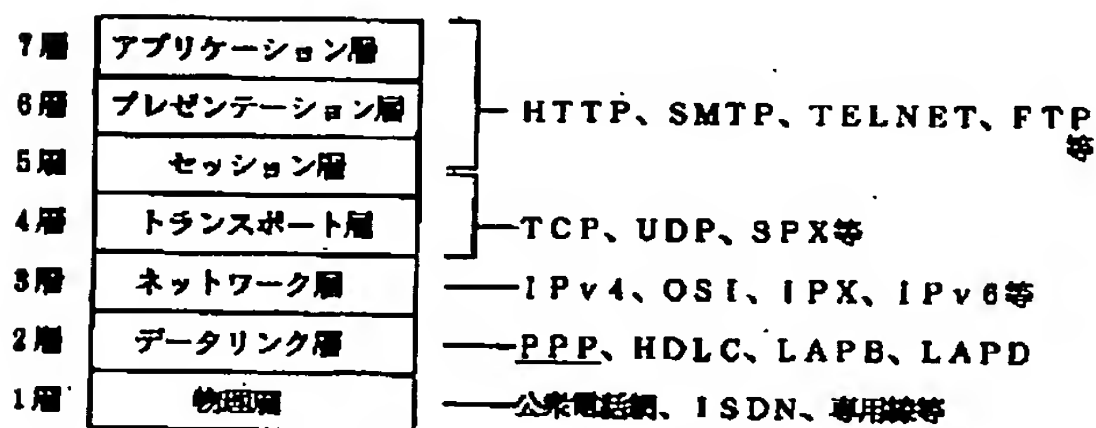 7層 アプリケーション層
6層 プレゼンテーション層
HTTP、SMTP、TELNET、FTP等
5層 セッション層
4層 トランスポート層
TCP、UDP、SPX等
3層 ネットワーク層 IPv4、OSI、IPX、IPv6等
2層 データリンク層 PPP、HDLC、LAPB、LAPD
1層 物理層 公衆電話網、ISDN、専用線等